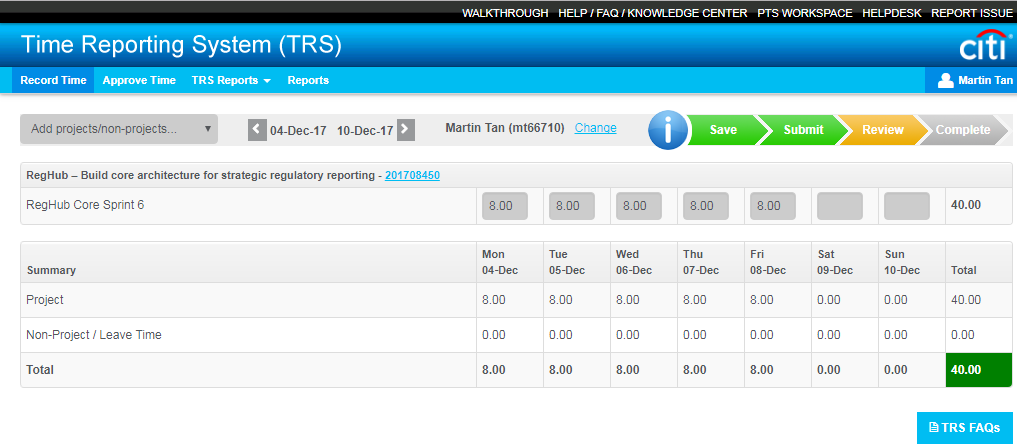 WALKTHROUGH HELP / FAQ / KNOWLEDGE CENTER PTS WORKSPACE HELPDESK REPORT ISSUE
Time Reporting System (TRS)
citi
Record Time Approve Time TRS Reports Reports Martin Tan
Add projects/non-projects... 04-Dec-17 10-Dec-17 Martin Tan (mt66710) Change i Save Submit Review Complete
RegHub – Build core architecture for strategic regulatory reporting - 201708450
RegHub Core Sprint 6 8.00 8.00 8.00 8.00 8.00 40.00
Mon Tue Wed Thu Fri Sat Sun
Summary 04-Dec 05-Dec 06-Dec 07-Dec 08-Dec 09-Dec 10-Dec Total
Project 8.00 8.00 8.00 8.00 8.00 0.00 0.00 40.00
Non-Project / Leave Time 0.00 0.00 0.00 0.00 0.00 0.00 0.00 0.00
Total 8.00 8.00 8.00 8.00 8.00 0.00 0.00 40.00
TRS FAQs